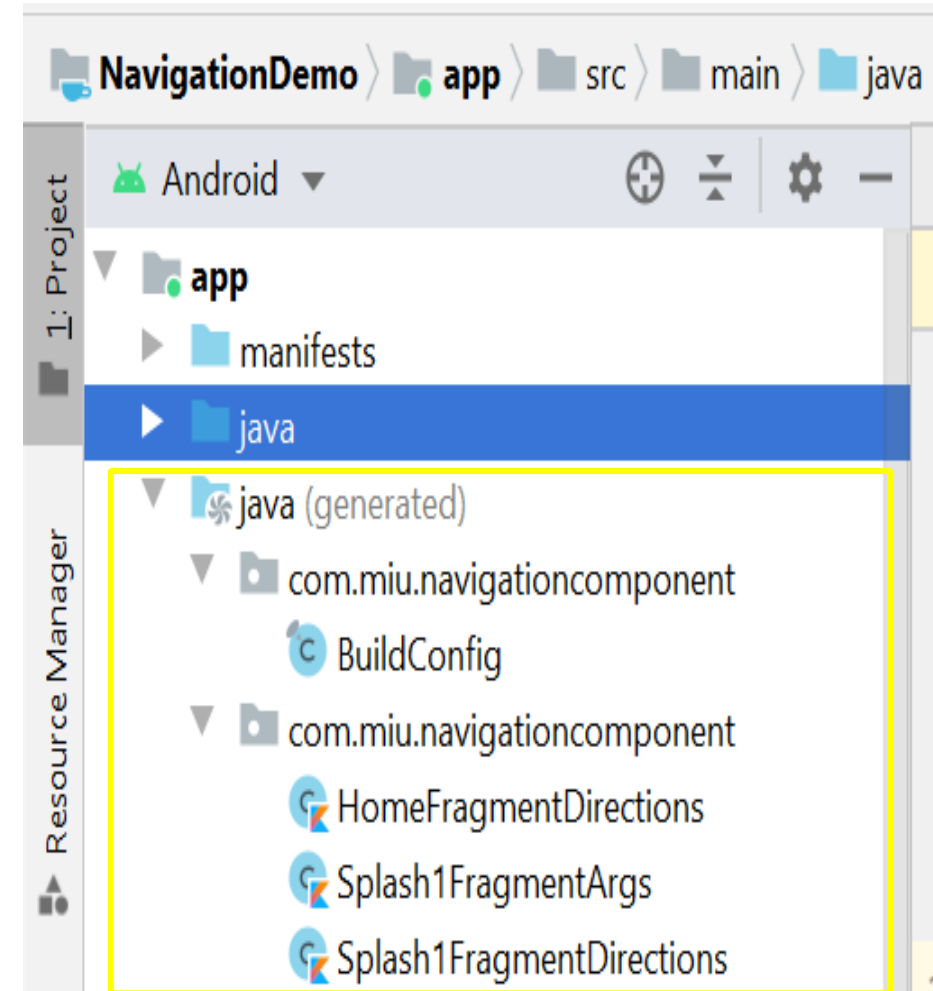 NavigationDemo app src main java
1: Project
Resource Manager
Android
app
manifests
java
java (generated)
com.miu.navigationcomponent
BuildConfig
com.miu.navigationcomponent
HomeFragmentDirections
Splash1FragmentArgs
Splash1FragmentDirections